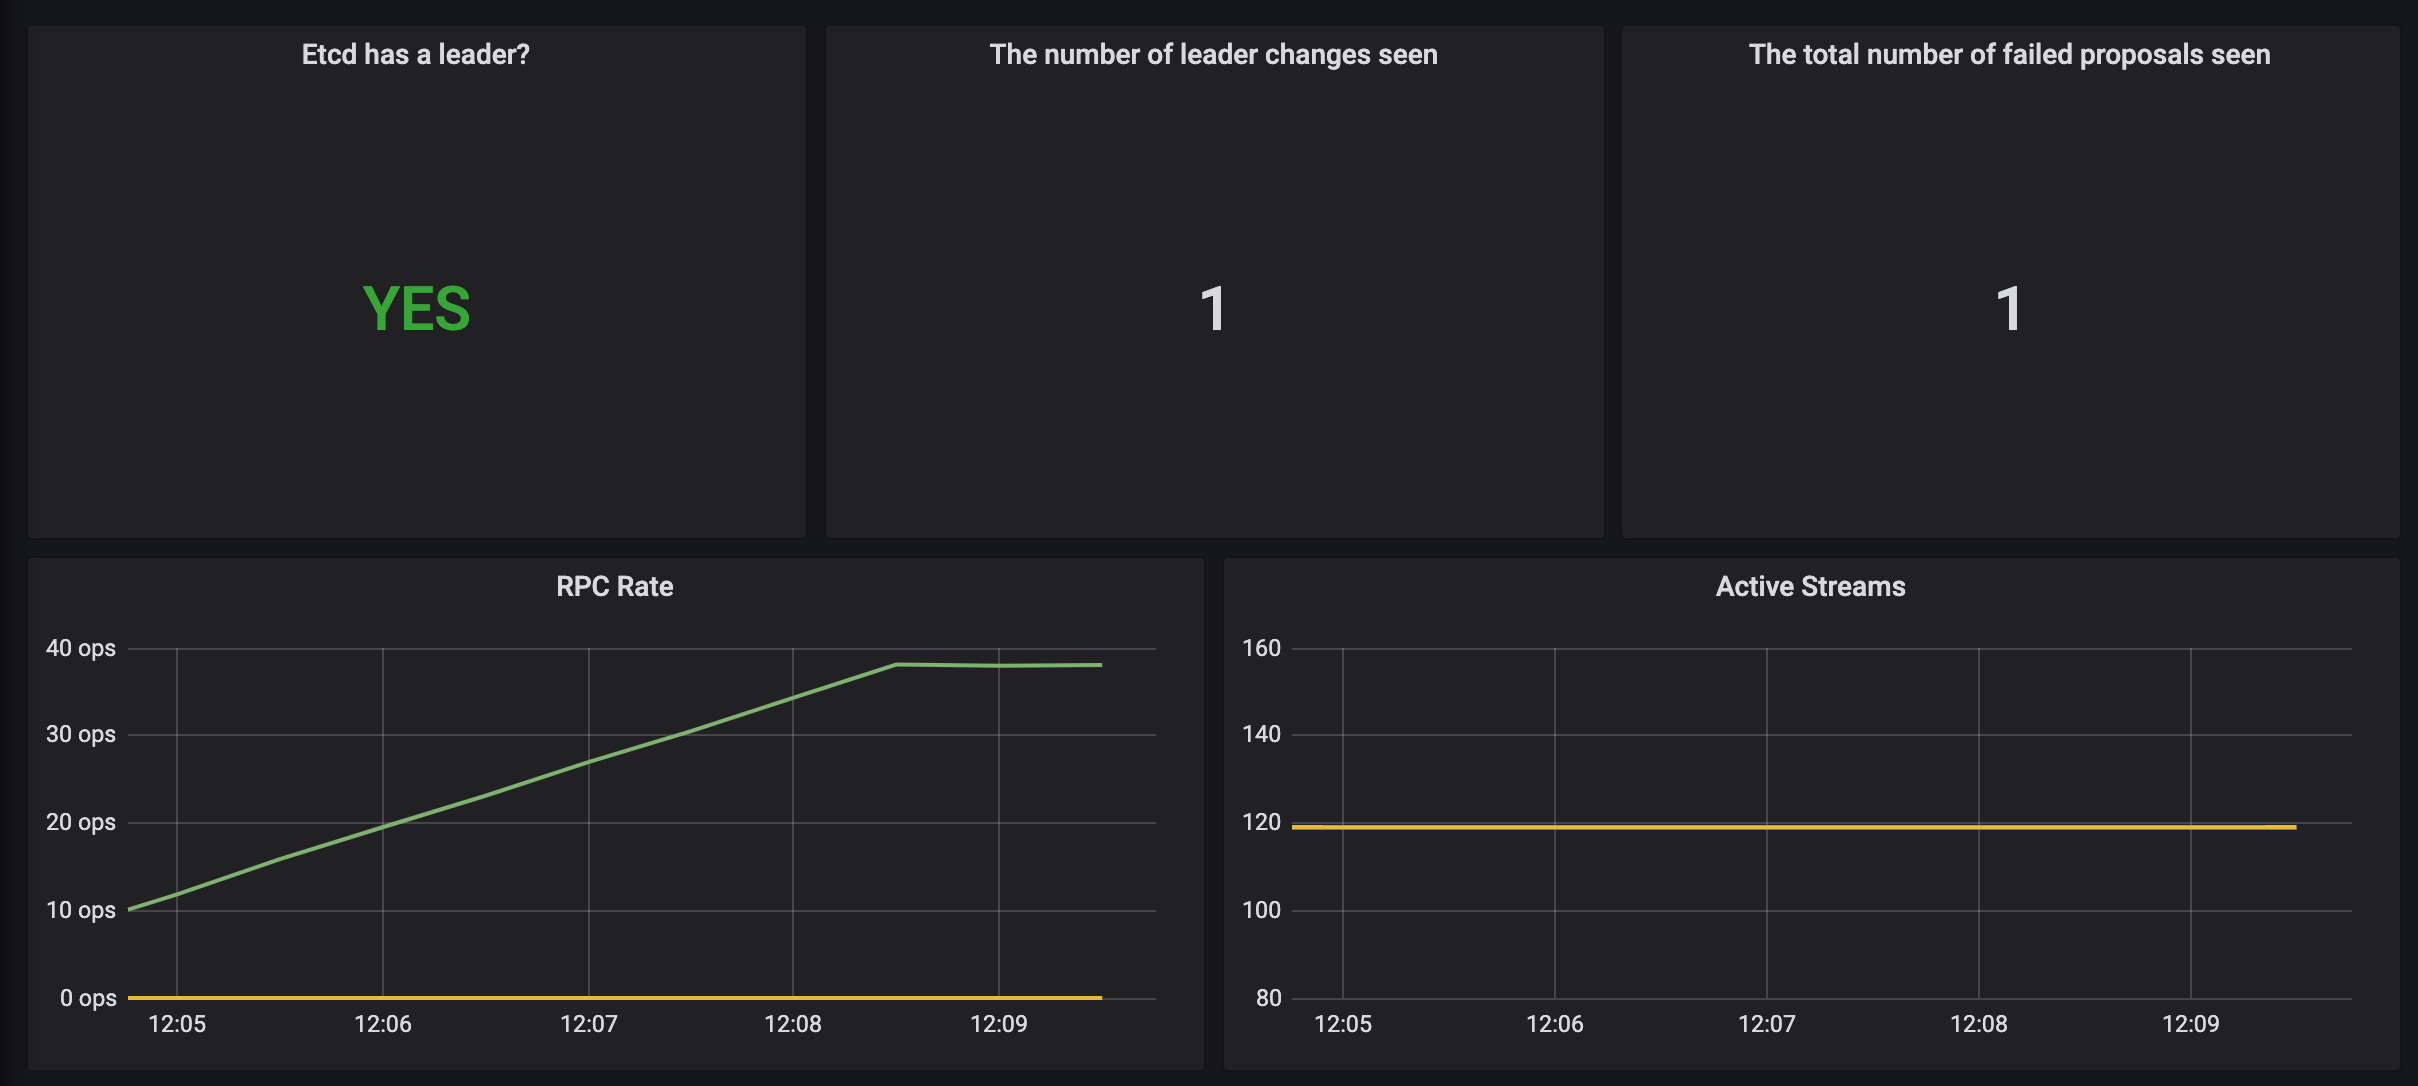 Etcd has a leader?
YES
The number of leader changes seen
1
The total number of failed proposals seen
1
RPC Rate
40 ops
30 ops
20 ops
10 ops
0 ops
12:05 12:06 12:07 12:08 12:09
Active Streams
160
140
120
100
80
12:05 12:06 12:07 12:08 12:09